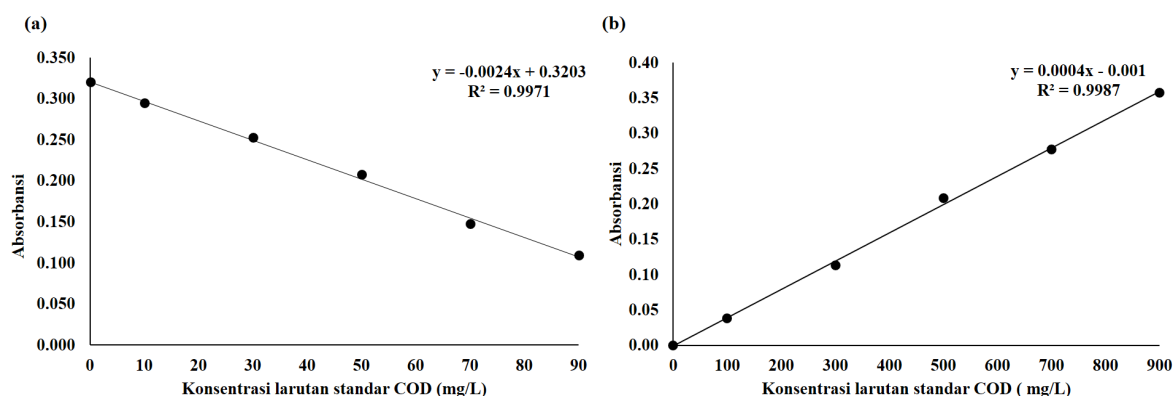 (a)
y = -0.0024x + 0.3203
R² = 0.9971
Absorbansi
0.350
0.300
0.250
0.200
0.150
0.100
0.050
0.000
0 10 20 30 40 50 60 70 80 90
Konsentrasi larutan standar COD (mg/L)
(b)
y = 0.0004x - 0.001
R² = 0.9987
Absorbansi
0.40
0.35
0.30
0.25
0.20
0.15
0.10
0.05
0.00
0 100 200 300 400 500 600 700 800 900
Konsentrasi larutan standar COD ( mg/L)